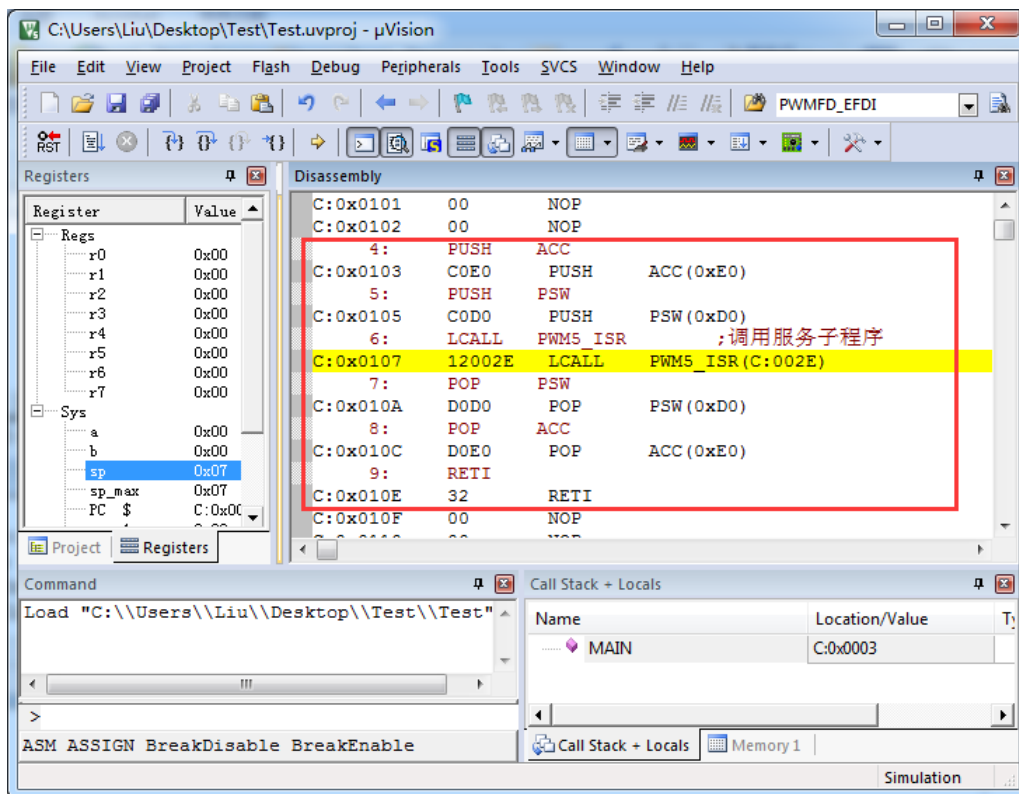 C:\Users\Liu\Desktop\Test\Test.uvproj - µVision
File Edit View Project Flash Debug Peripherals Tools SVCS Window Help
PWMFD_EFDI
RST
Registers
Register Value
Regs
r0 0x00
r1 0x00
r2 0x00
r3 0x00
r4 0x00
r5 0x00
r6 0x00
r7 0x00
Sys
a 0x00
b 0x00
sp 0x07
sp_max 0x07
PC $ C:0x00
Project Registers
Disassembly
C:0x0101 00 NOP
C:0x0102 00 NOP
4: PUSH ACC
C:0x0103 C0E0 PUSH ACC(0xE0)
5: PUSH PSW
C:0x0105 C0D0 PUSH PSW(0xD0)
6: LCALL PWM5_ISR ;调用服务子程序
C:0x0107 12002E LCALL PWM5_ISR(C:002E)
7: POP PSW
C:0x010A D0D0 POP PSW(0xD0)
8: POP ACC
C:0x010C D0E0 POP ACC(0xE0)
9: RETI
C:0x010E 32 RETI
C:0x010F 00 NOP
Command
Load "C:\\Users\\Liu\\Desktop\\Test\\Test"
>
ASM ASSIGN BreakDisable BreakEnable
Call Stack + Locals
Name Location/Value
MAIN C:0x0003
Call Stack + Locals Memory 1
Simulation